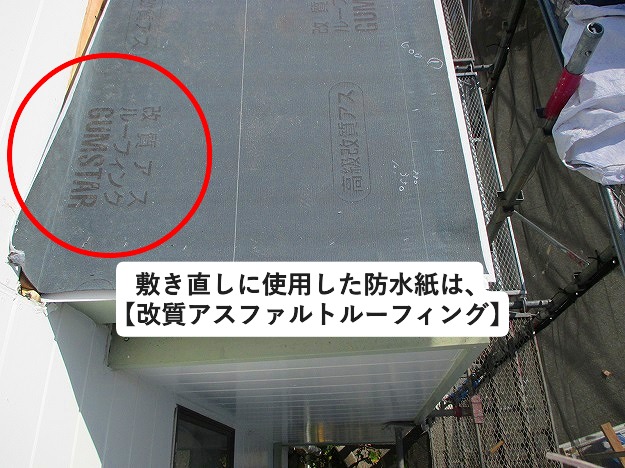 改質アス
ルーフィング
GUMSTAR
高級改質アス
600 ①
敷き直しに使用した防水紙は、
【改質アスファルトルーフィング】